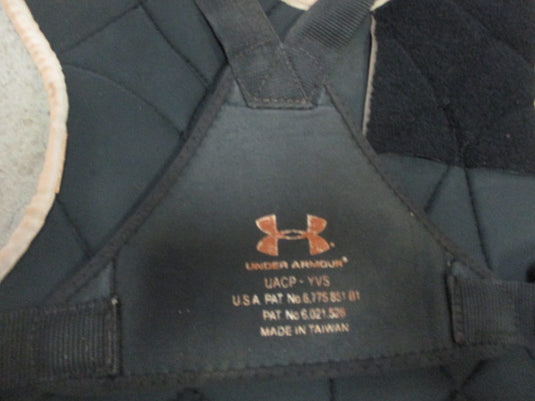 UNDER ARMOUR®
UACP - YVS
U S A PAT. No.6,775,851 B1
PAT. No 6.021.526
MADE IN TAIWAN